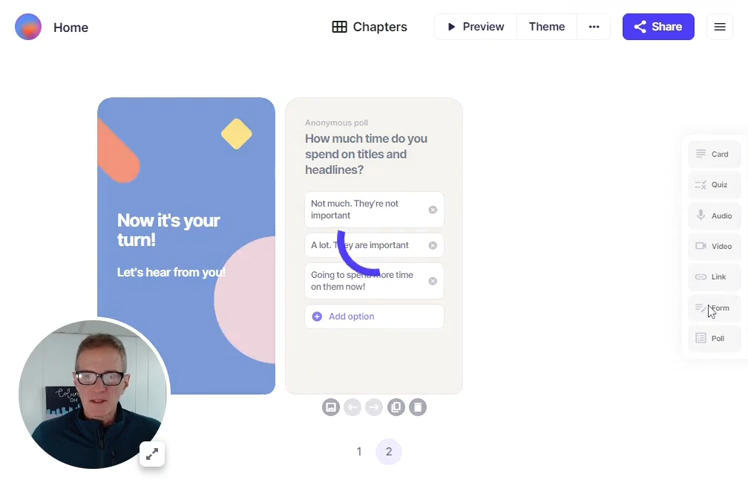 Home
Chapters
Preview
Theme
Share
Now it's your
turn!
Let's hear from you!
Anonymous poll
How much time do you
spend on titles and
headlines?
Not much. They're not
important
A lot. They are important
Going to spend more time
on them now!
Add option
Card
Quiz
Audio
Video
Link
Form
Poll
1
2